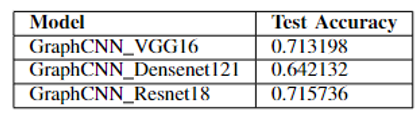 Model Test Accuracy
GraphCNN_VGG16 0.713198
GraphCNN_Densenet121 0.642132
GraphCNN_Resnet18 0.715736